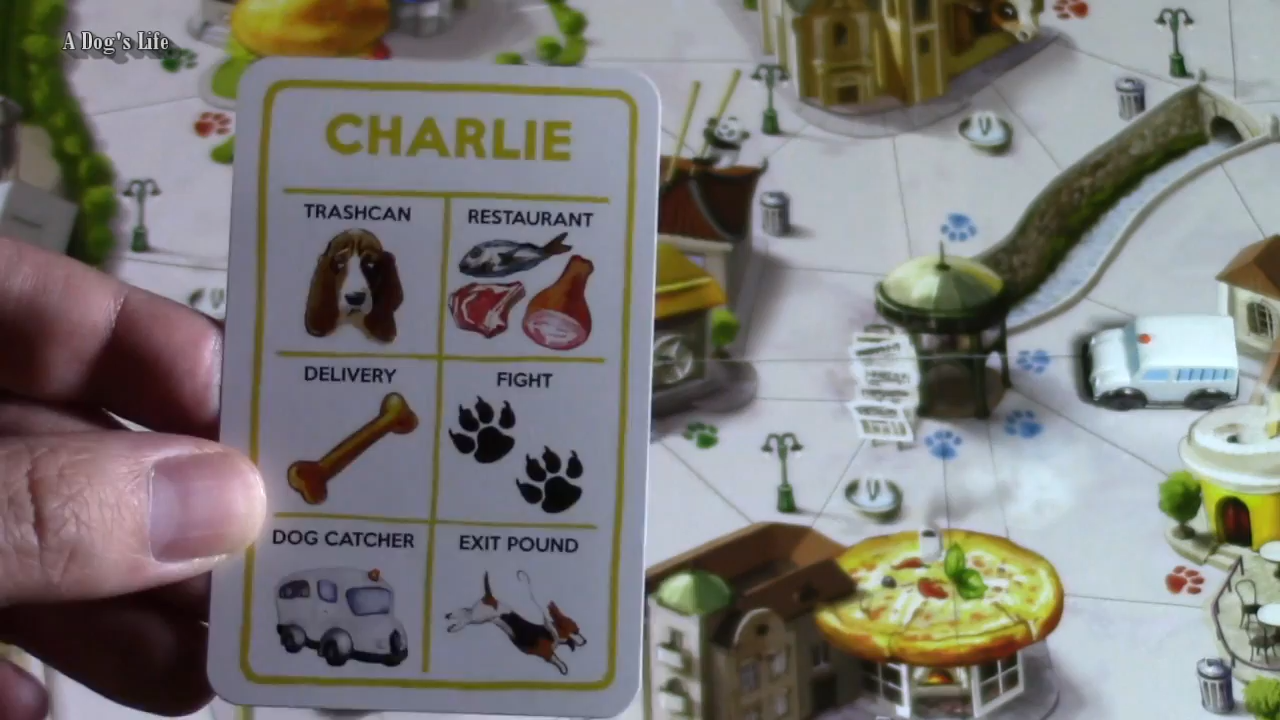 A Dog's Life
CHARLIE
TRASHCAN
RESTAURANT
DELIVERY
FIGHT
DOG CATCHER
EXIT POUND